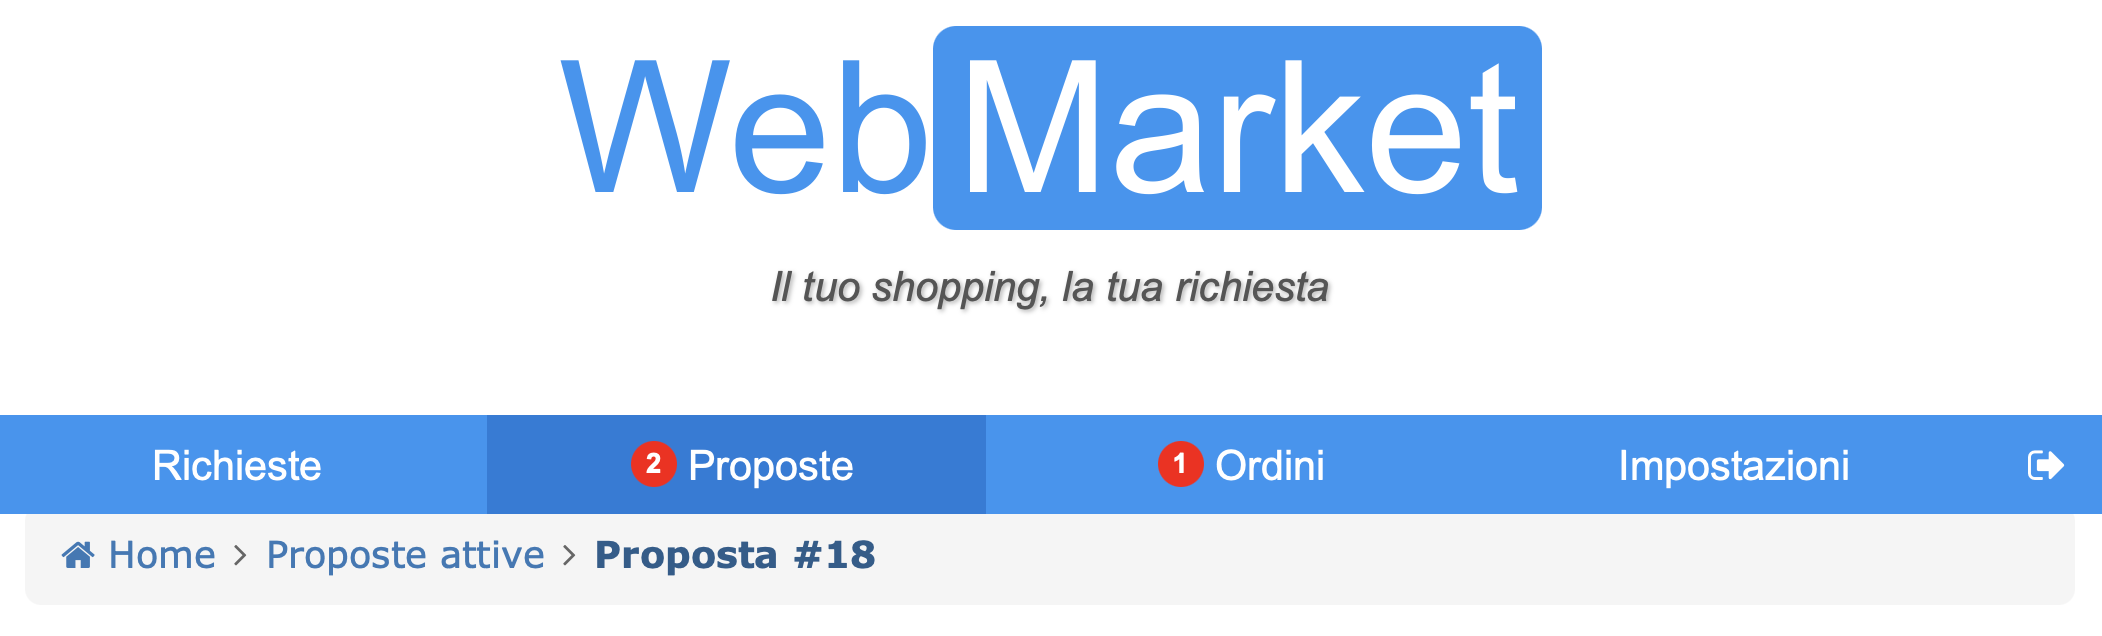 WebMarket
Il tuo shopping, la tua richiesta
Richieste 2 Proposte 1 Ordini Impostazioni
Home > Proposte attive > Proposta #18